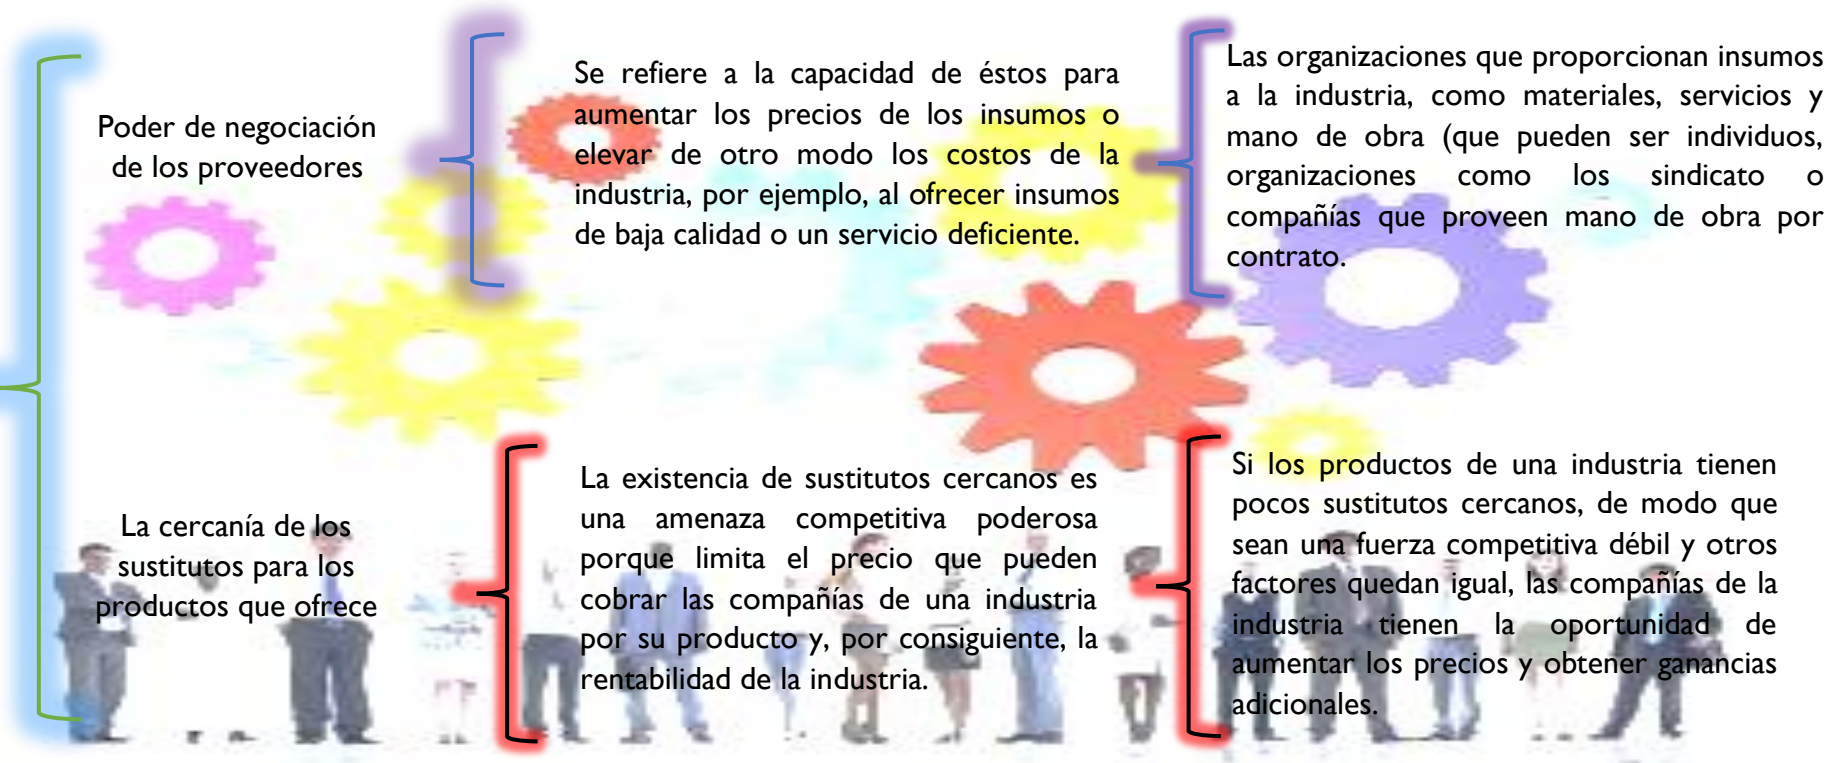 Poder de negociación
de los proveedores
Se refiere a la capacidad de éstos para
aumentar los precios de los insumos o
elevar de otro modo los costos de la
industria, por ejemplo, al ofrecer insumos
de baja calidad o un servicio deficiente.
Las organizaciones que proporcionan insumos
a la industria, como materiales, servicios y
mano de obra (que pueden ser individuos,
organizaciones como los sindicato o
compañías que proveen mano de obra por
contrato.
La cercanía de los
sustitutos para los
productos que ofrece
La existencia de sustitutos cercanos es
una amenaza competitiva poderosa
porque limita el precio que pueden
cobrar las compañías de una industria
por su producto y, por consiguiente, la
rentabilidad de la industria.
Si los productos de una industria tienen
pocos sustitutos cercanos, de modo que
sean una fuerza competitiva débil y otros
factores quedan igual, las compañías de la
industria tienen la oportunidad de
aumentar los precios y obtener ganancias
adicionales.